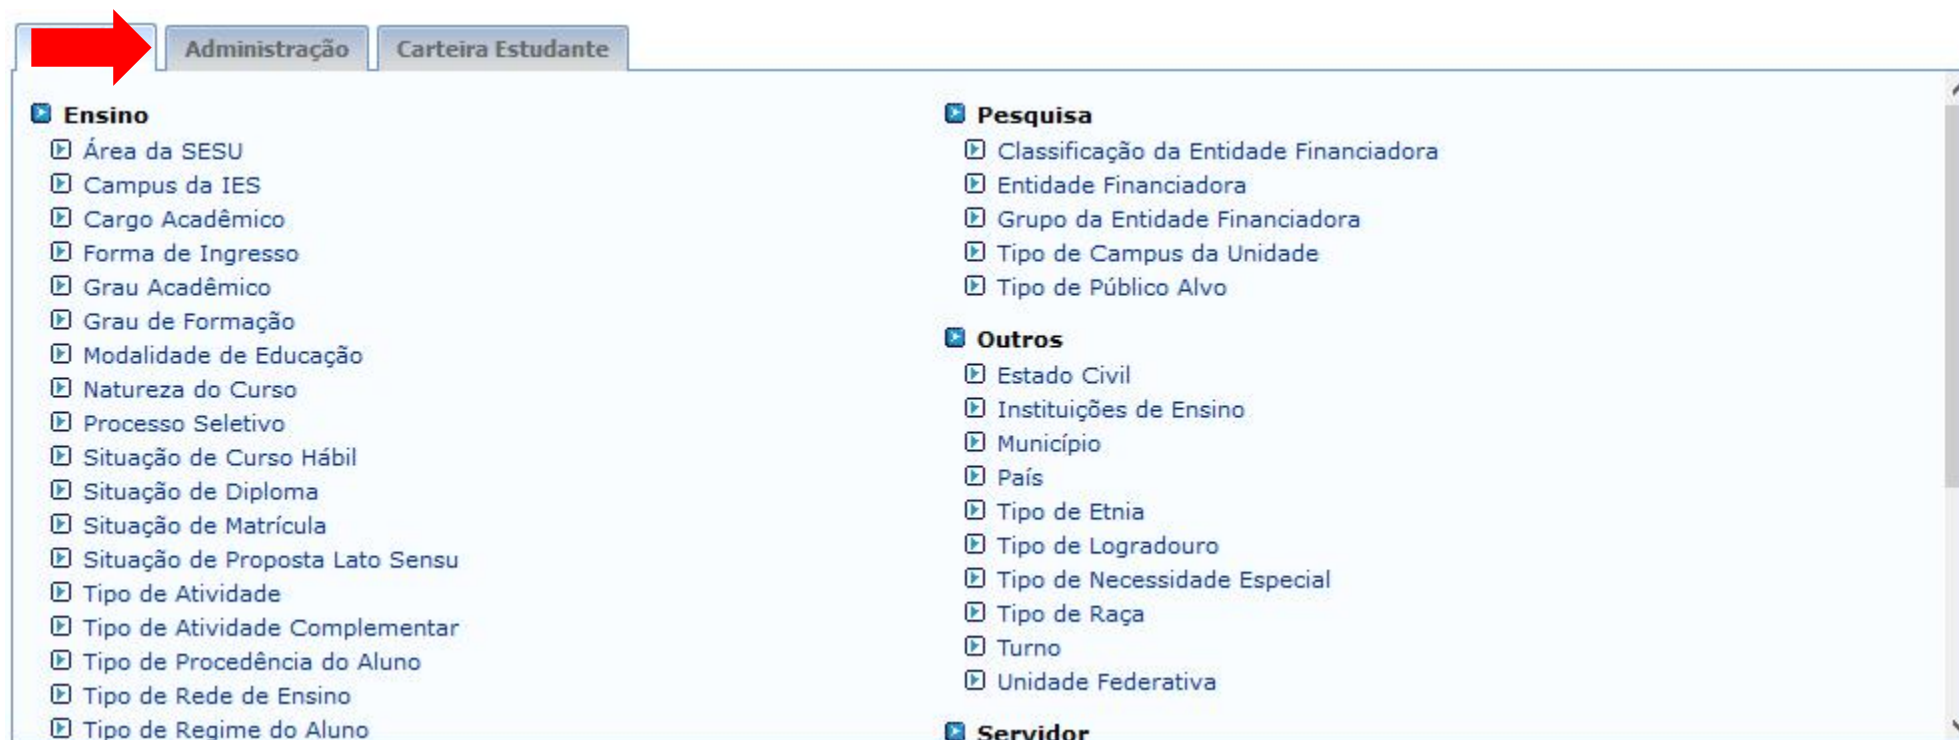 Administração
Carteira Estudante
Ensino
Área da SESU
Campus da IES
Cargo Acadêmico
Forma de Ingresso
Grau Acadêmico
Grau de Formação
Modalidade de Educação
Natureza do Curso
Processo Seletivo
Situação de Curso Hábil
Situação de Diploma
Situação de Matrícula
Situação de Proposta Lato Sensu
Tipo de Atividade
Tipo de Atividade Complementar
Tipo de Procedência do Aluno
Tipo de Rede de Ensino
Tipo de Regime do Aluno
Pesquisa
Classificação da Entidade Financiadora
Entidade Financiadora
Grupo da Entidade Financiadora
Tipo de Campus da Unidade
Tipo de Público Alvo
Outros
Estado Civil
Instituições de Ensino
Município
País
Tipo de Etnia
Tipo de Logradouro
Tipo de Necessidade Especial
Tipo de Raça
Turno
Unidade Federativa
Servidor